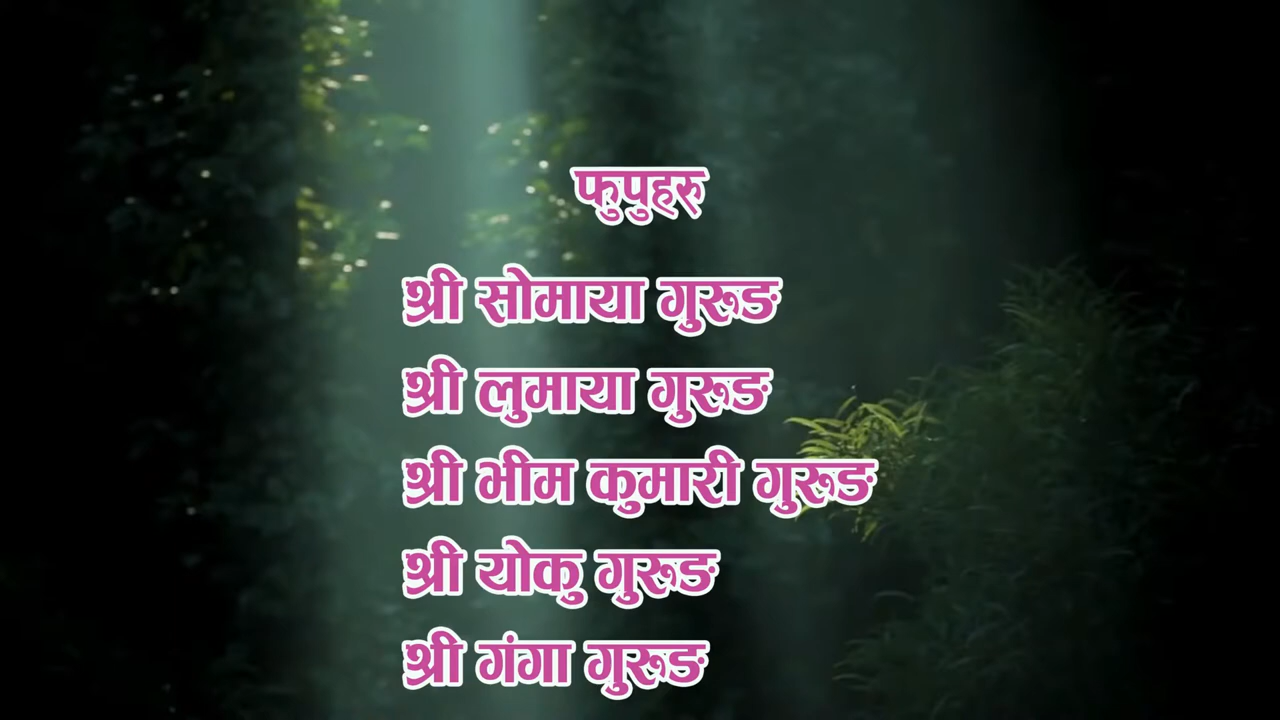 फुपुहरु
श्री सोमाया गुरूङ
श्री लुमाया गुरूङ
श्री भीम कुमारी गुरूङ
श्री योकु गुरूङ
श्री गंगा गुरूङ